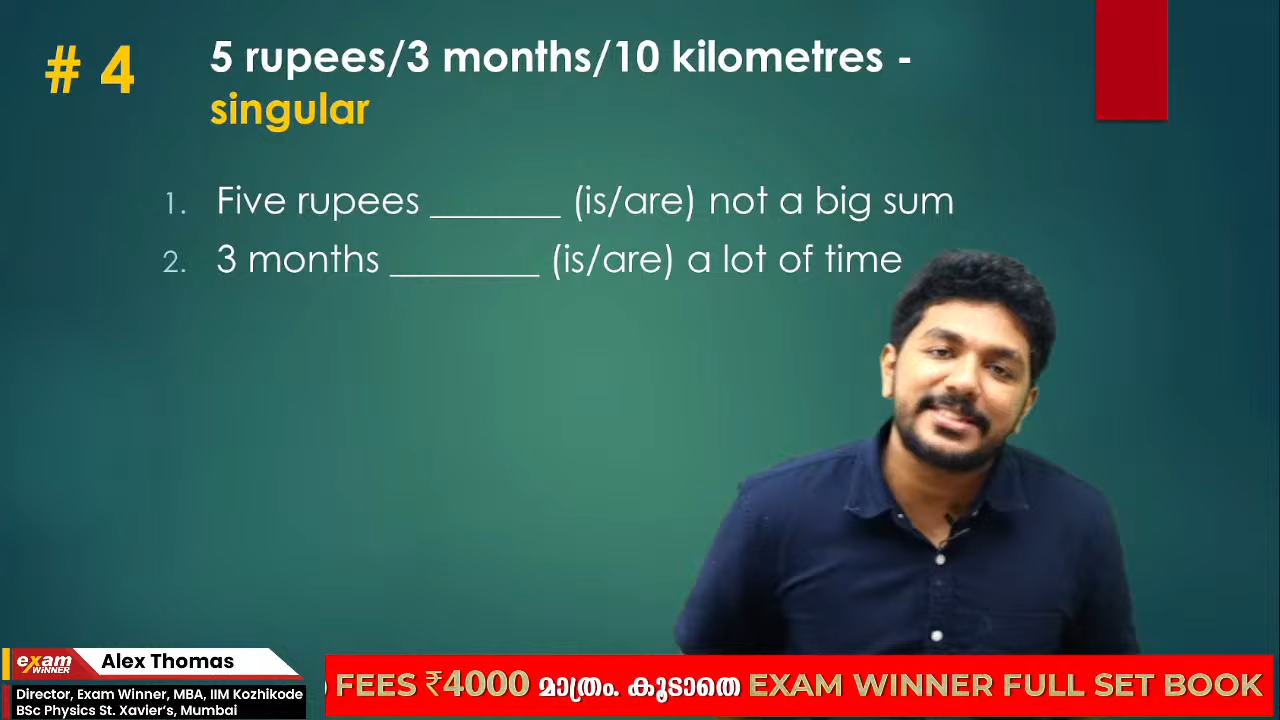 # 4
5 rupees/3 months/10 kilometres -
singular
1. Five rupees _______ (is/are) not a big sum
2. 3 months ________ (is/are) a lot of time
exam WiNNER
Alex Thomas
Director, Exam Winner, MBA, IIM Kozhikode
BSc Physics St. Xavier's, Mumbai
FEES ₹4000 മാത്രം. കൂടാതെ EXAM WINNER FULL SET BOOK